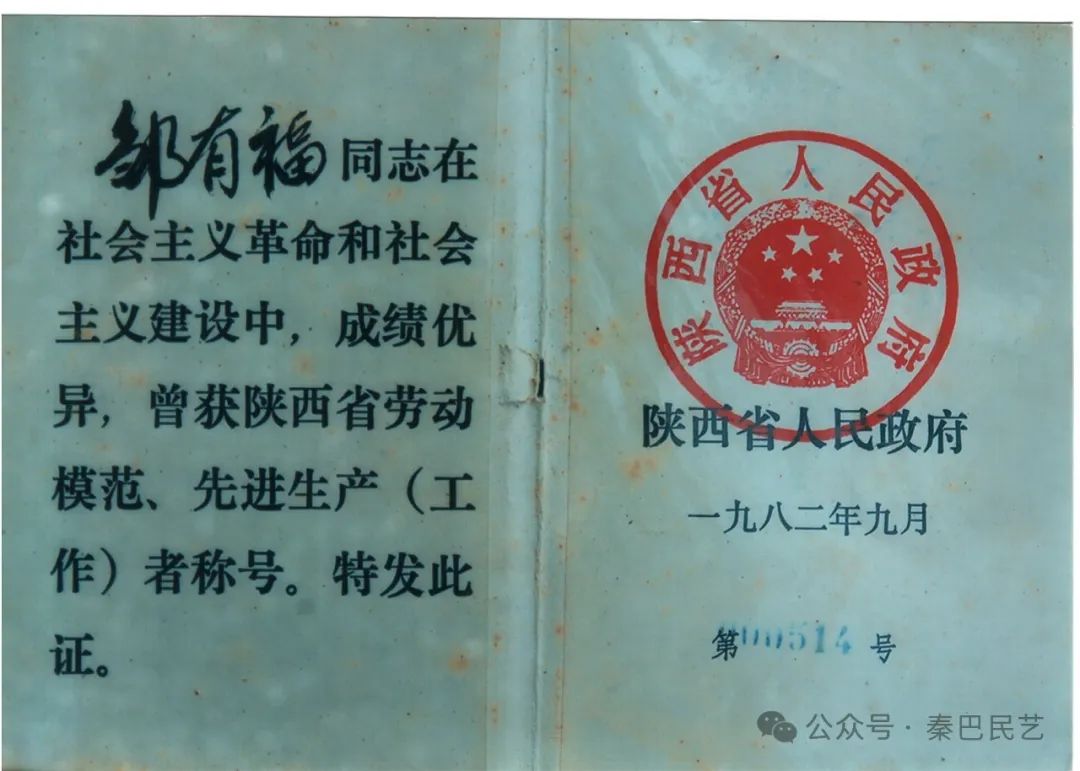 邹有福同志在
社会主义革命和社会
主义建设中，成绩优
异，曾获陕西省劳动
模范、先进生产（工
作）者称号。特发此
证。
陕西省人民政府
陕西省人民政府
一九八二年九月
第000514号
公众号·秦巴民艺